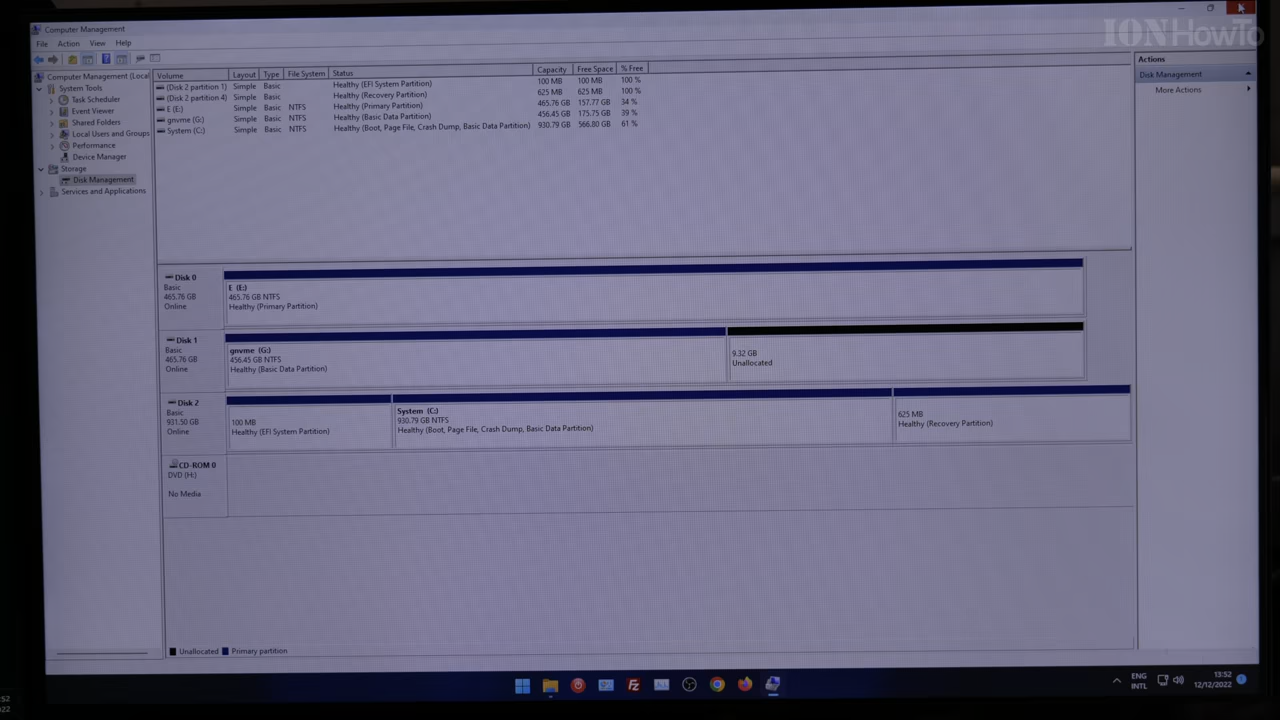 IONHowTo
Computer Management
File Action View Help
Computer Management (Local
System Tools
Task Scheduler
Event Viewer
Shared Folders
Local Users and Groups
Performance
Device Manager
Storage
Disk Management
Services and Applications
Volume Layout Type File System Status Capacity Free Space % Free
(Disk 2 partition 1) Simple Basic Healthy (EFI System Partition) 100 MB 100 MB 100 %
(Disk 2 partition 4) Simple Basic Healthy (Recovery Partition) 625 MB 625 MB 100 %
E (E:) Simple Basic NTFS Healthy (Primary Partition) 465.76 GB 157.77 GB 34 %
gnvme (G:) Simple Basic NTFS Healthy (Basic Data Partition) 456.45 GB 175.75 GB 39 %
System (C:) Simple Basic NTFS Healthy (Boot, Page File, Crash Dump, Basic Data Partition) 930.79 GB 566.80 GB 61 %
Actions
Disk Management
More Actions
Disk 0
Basic
465.76 GB
Online
E (E:)
465.76 GB NTFS
Healthy (Primary Partition)
Disk 1
Basic
465.76 GB
Online
gnvme (G:)
456.45 GB NTFS
Healthy (Basic Data Partition)
9.32 GB
Unallocated
Disk 2
Basic
931.50 GB
Online
100 MB
Healthy (EFI System Partition)
System (C:)
930.79 GB NTFS
Healthy (Boot, Page File, Crash Dump, Basic Data Partition)
625 MB
Healthy (Recovery Partition)
CD-ROM 0
DVD (H:)
No Media
Unallocated Primary partition
ENG
INTL
13:52
12/12/2022
:52
022